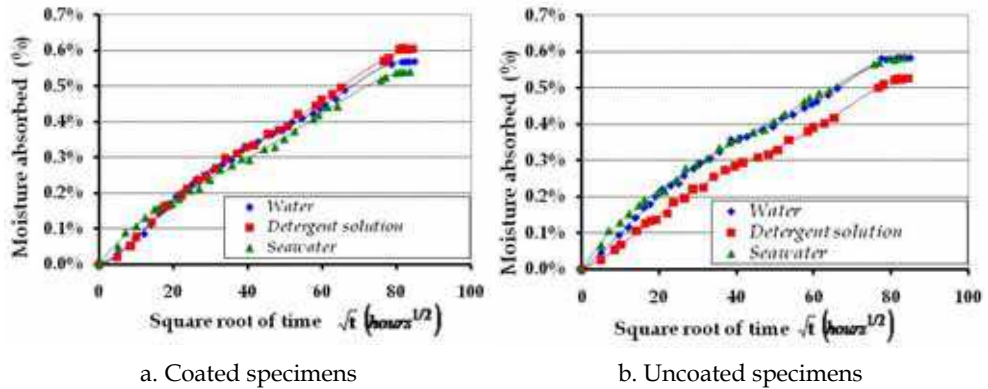 0.7%
0.6%
0.5%
0.4%
0.3%
0.2%
0.1%
0.0%
Moisture absorbed (%)
Water
Detergent solution
Seawater
0 20 40 60 80 100
Square root of time √t (hours^1/2)
a. Coated specimens
0.7%
0.6%
0.5%
0.4%
0.3%
0.2%
0.1%
0.0%
Moisture absorbed (%)
Water
Detergent solution
Seawater
0 20 40 60 80 100
Square root of time √t (hours^1/2)
b. Uncoated specimens